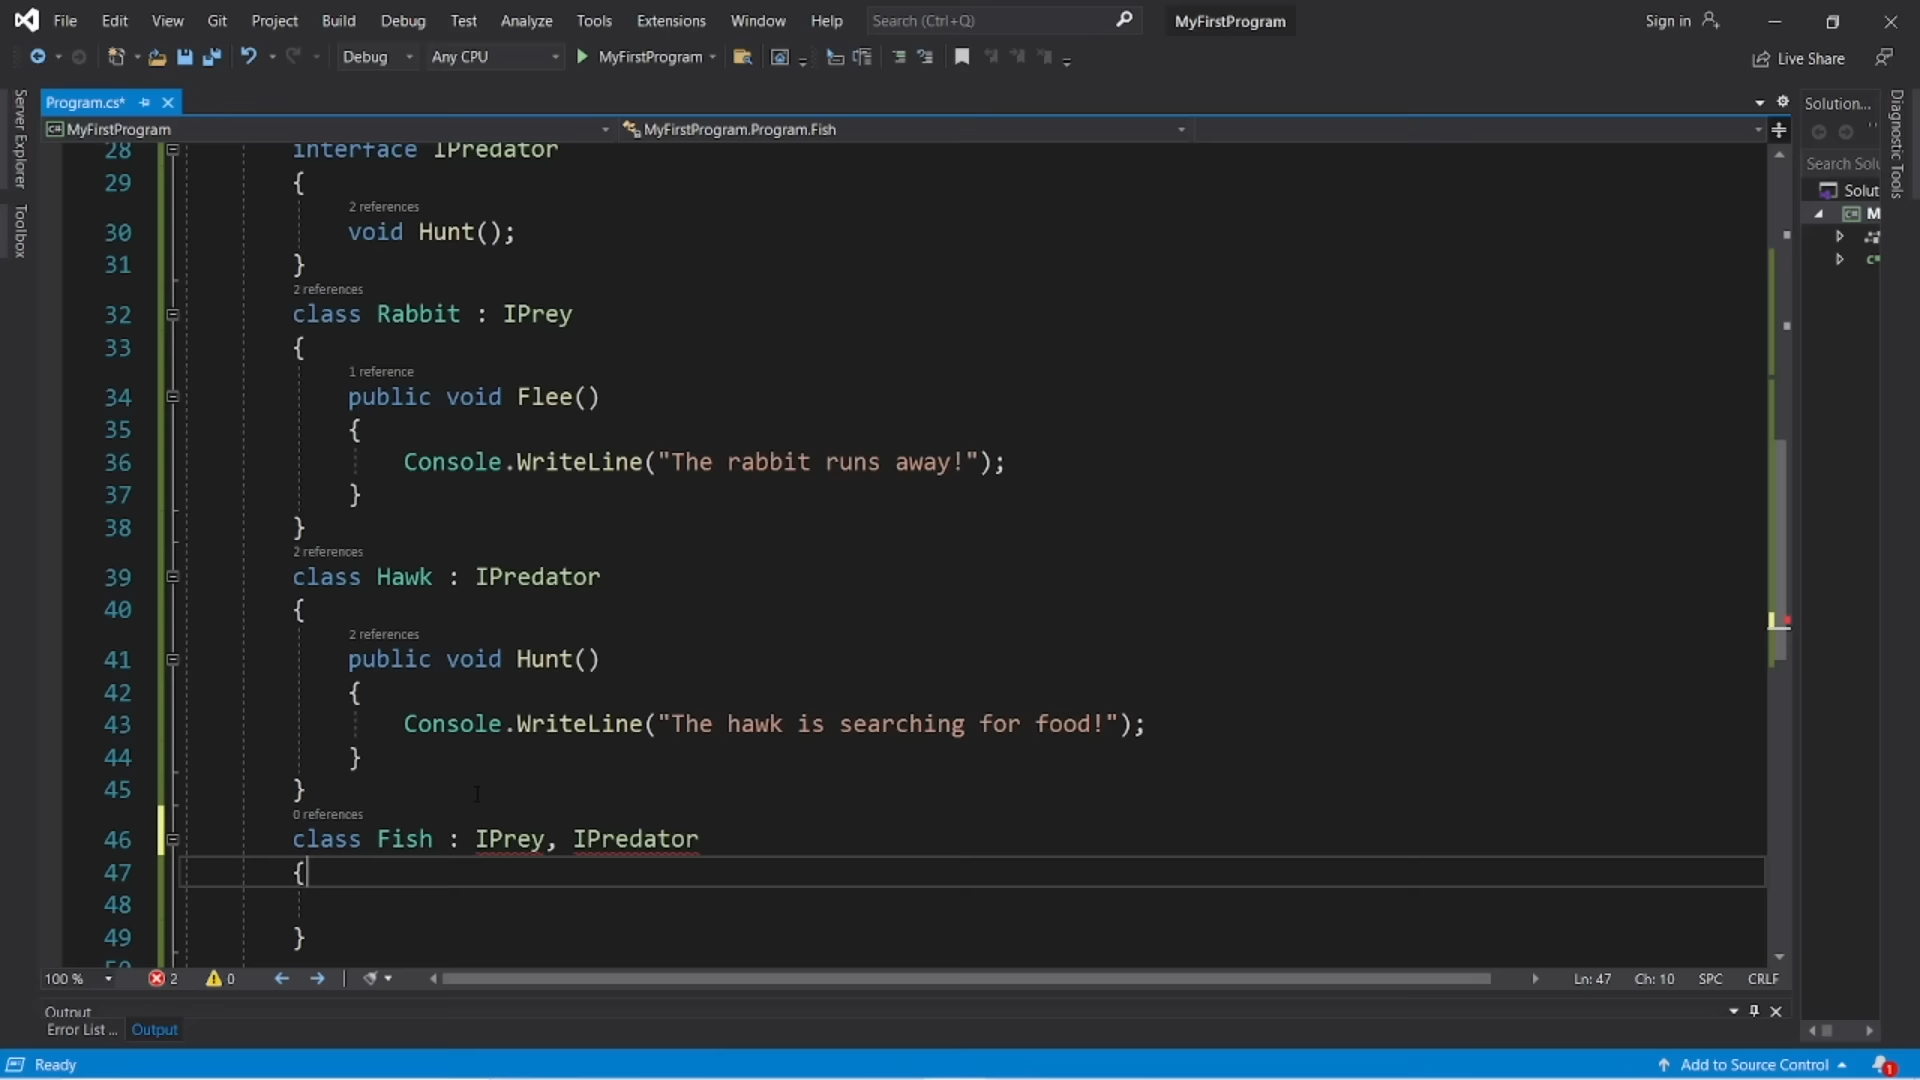 File Edit View Git Project Build Debug Test Analyze Tools Extensions Window Help Search (Ctrl+Q) MyFirstProgram Sign in
Debug Any CPU MyFirstProgram Live Share
Server Explorer
Toolbox
Program.cs*
MyFirstProgram MyFirstProgram.Program.Fish
28 interface IPredator
29 {
2 references
30 void Hunt();
31 }
2 references
32 class Rabbit : IPrey
33 {
1 reference
34 public void Flee()
35 {
36 Console.WriteLine("The rabbit runs away!");
37 }
38 }
2 references
39 class Hawk : IPredator
40 {
2 references
41 public void Hunt()
42 {
43 Console.WriteLine("The hawk is searching for food!");
44 }
45 }
0 references
46 class Fish : IPrey, IPredator
47 {
48
49 }
50
Solution...
Search Solu
Solut
C# M
Diagnostic Tools
100 % 2 0 Ln: 47 Ch: 10 SPC CRLF
Output
Error List ... Output
Ready Add to Source Control 1